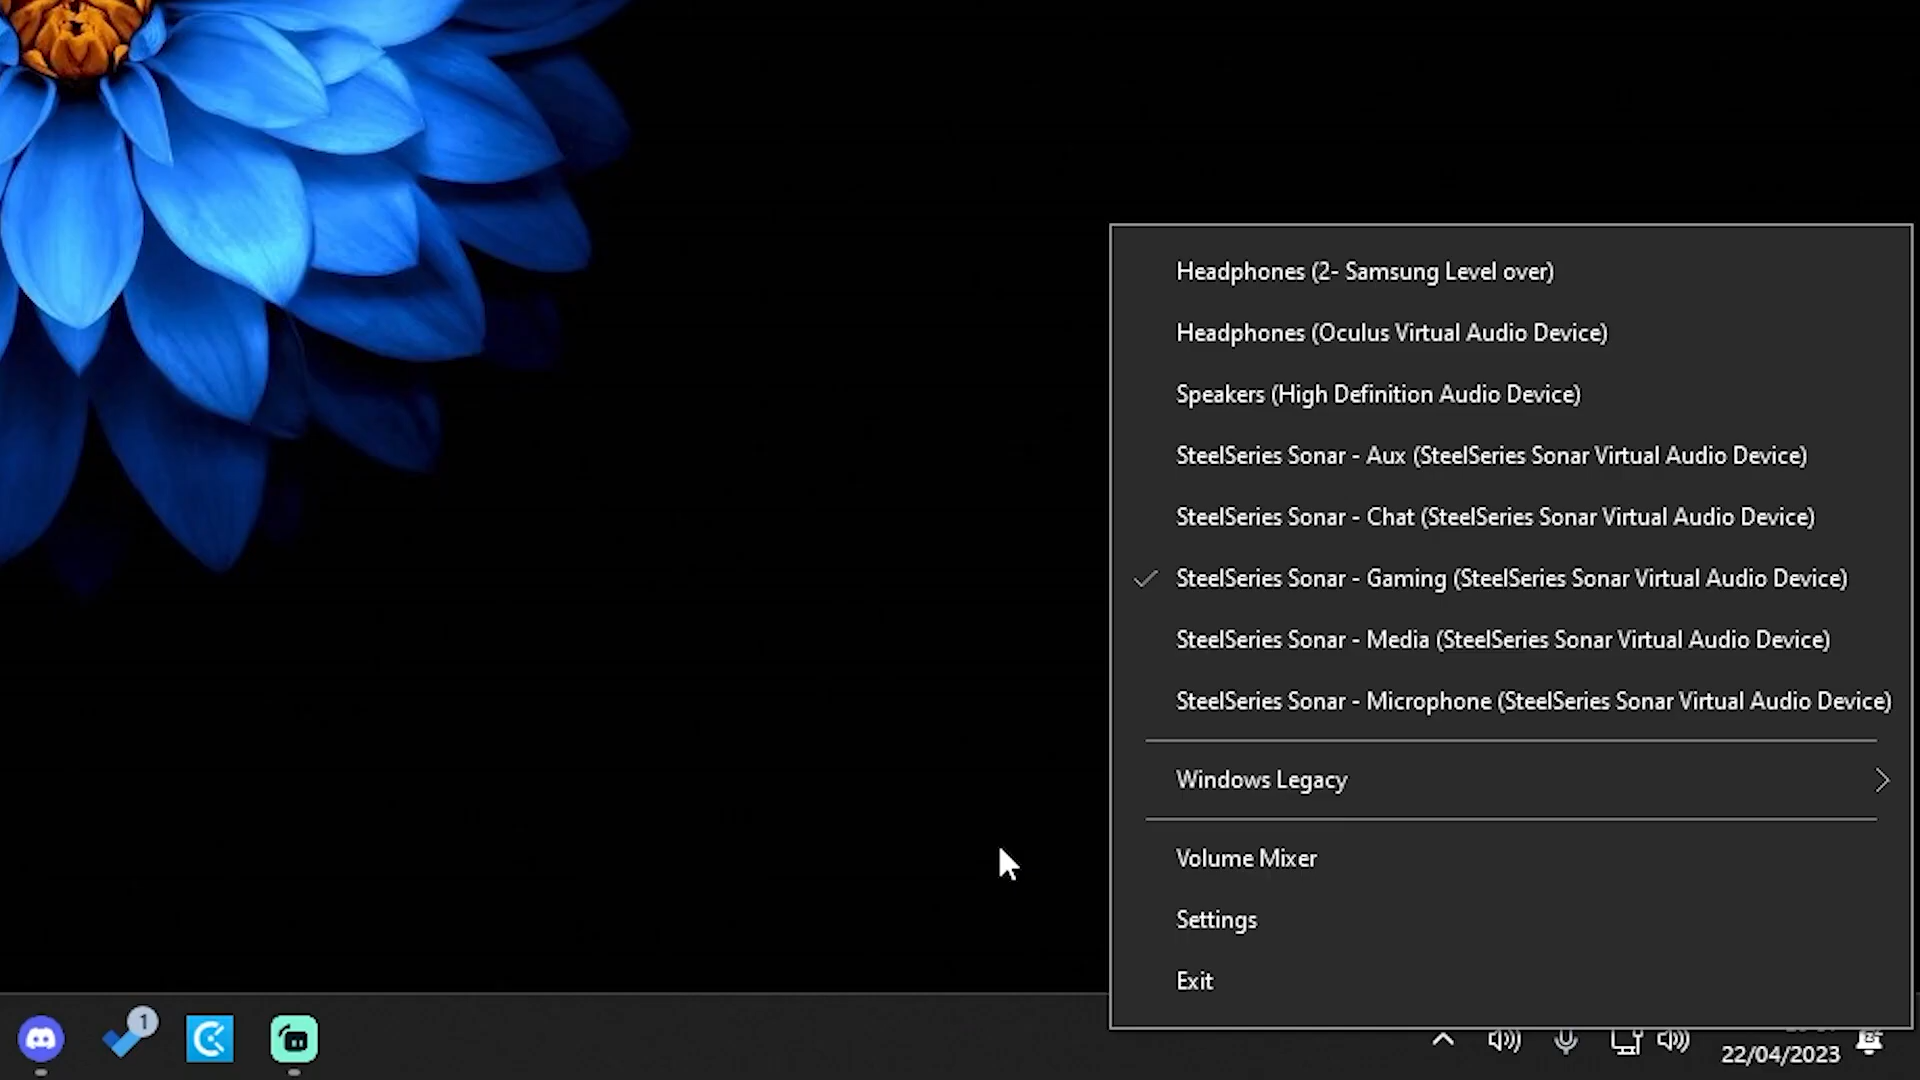 Headphones (2- Samsung Level over)
Headphones (Oculus Virtual Audio Device)
Speakers (High Definition Audio Device)
SteelSeries Sonar - Aux (SteelSeries Sonar Virtual Audio Device)
SteelSeries Sonar - Chat (SteelSeries Sonar Virtual Audio Device)
SteelSeries Sonar - Gaming (SteelSeries Sonar Virtual Audio Device)
SteelSeries Sonar - Media (SteelSeries Sonar Virtual Audio Device)
SteelSeries Sonar - Microphone (SteelSeries Sonar Virtual Audio Device)
Windows Legacy
Volume Mixer
Settings
Exit
1
22/04/2023